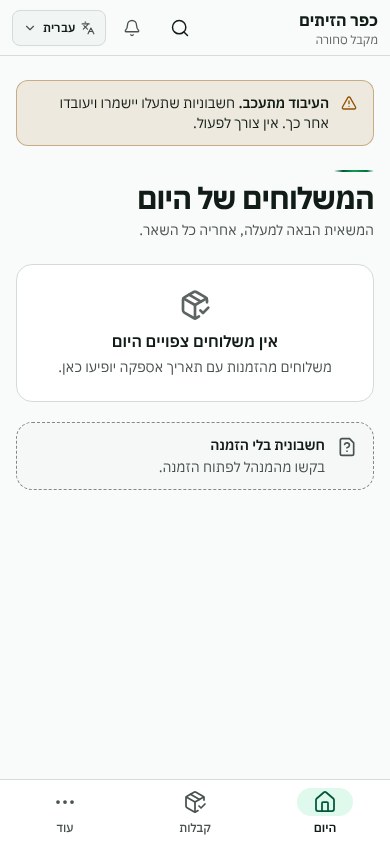 כפר הזיתים
מקבל סחורה
עברית
העיבוד מתעכב. חשבוניות שתעלו יישמרו ויעובדו
אחר כך. אין צורך לפעול.
המשלוחים של היום
המשאית הבאה למעלה, אחריה כל השאר.
אין משלוחים צפויים היום
משלוחים מהזמנות עם תאריך אספקה יופיעו כאן.
חשבונית בלי הזמנה
בקשו מהמנהל לפתוח הזמנה.
היום
קבלות
עוד